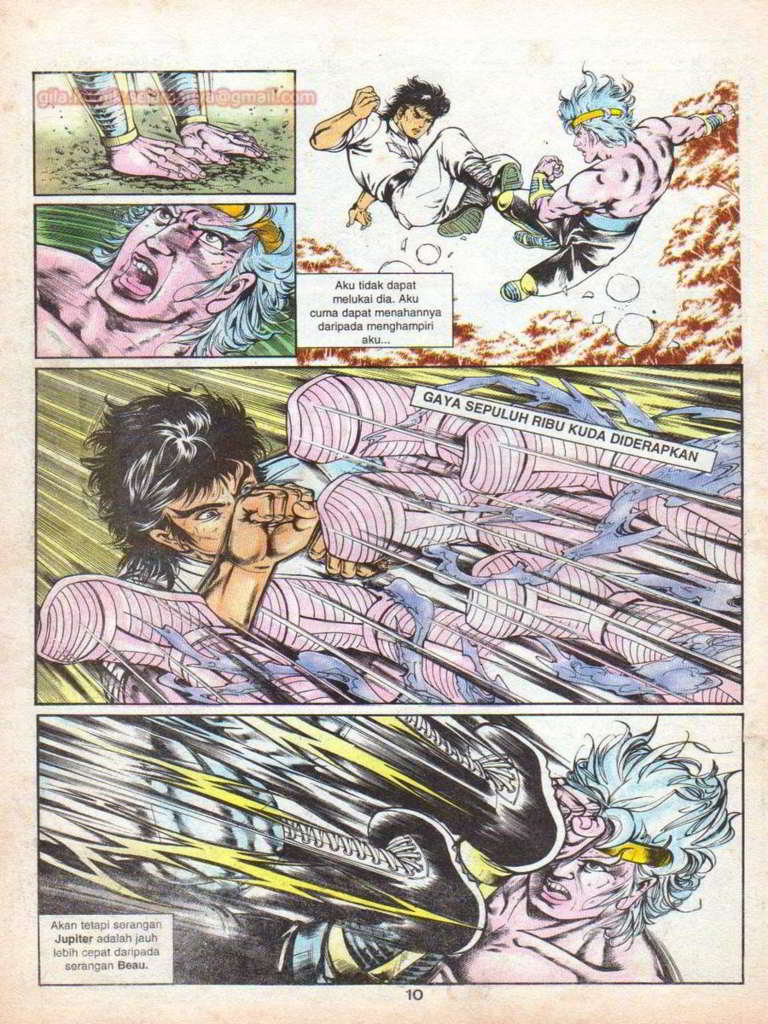 Aku tidak dapat
melukai dia. Aku
cuma dapat menahannya
daripada menghampiri
aku...
GAYA SEPULUH RIBU KUDA DIDERAPKAN
Akan tetapi serangan
Jupiter adalah jauh
lebih cepat daripada
serangan Beau.
10